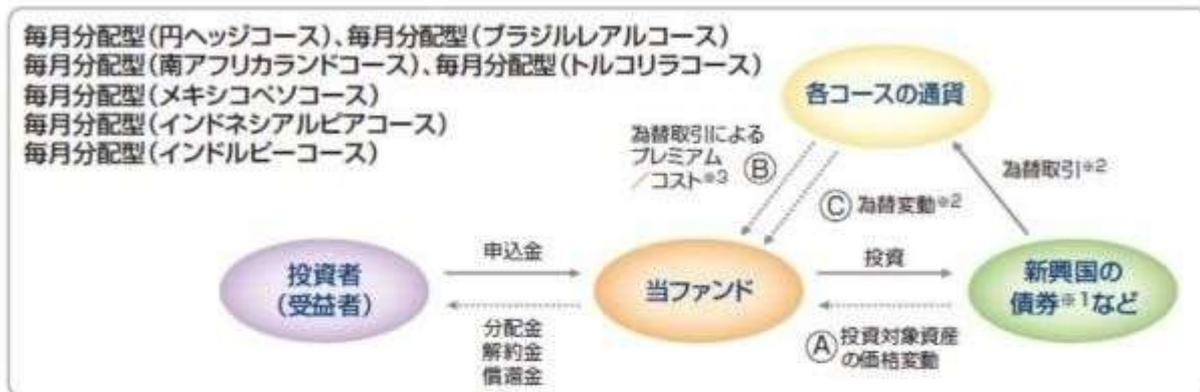 毎月分配型(円ヘッジコース)、毎月分配型(ブラジルレアルコース)
毎月分配型(南アフリカランドコース)、毎月分配型(トルコリラコース)
毎月分配型(メキシコペソコース)
毎月分配型(インドネシアルピアコース)
毎月分配型(インドルピーコース)
各コースの通貨
為替取引による
プレミアム
/コスト※3
Ⓑ
Ⓒ 為替変動※2
為替取引※2
投資者
(受益者)
申込金
分配金
解約金
償還金
当ファンド
投資
Ⓐ 投資対象資産
の価格変動
新興国の
債券※1など